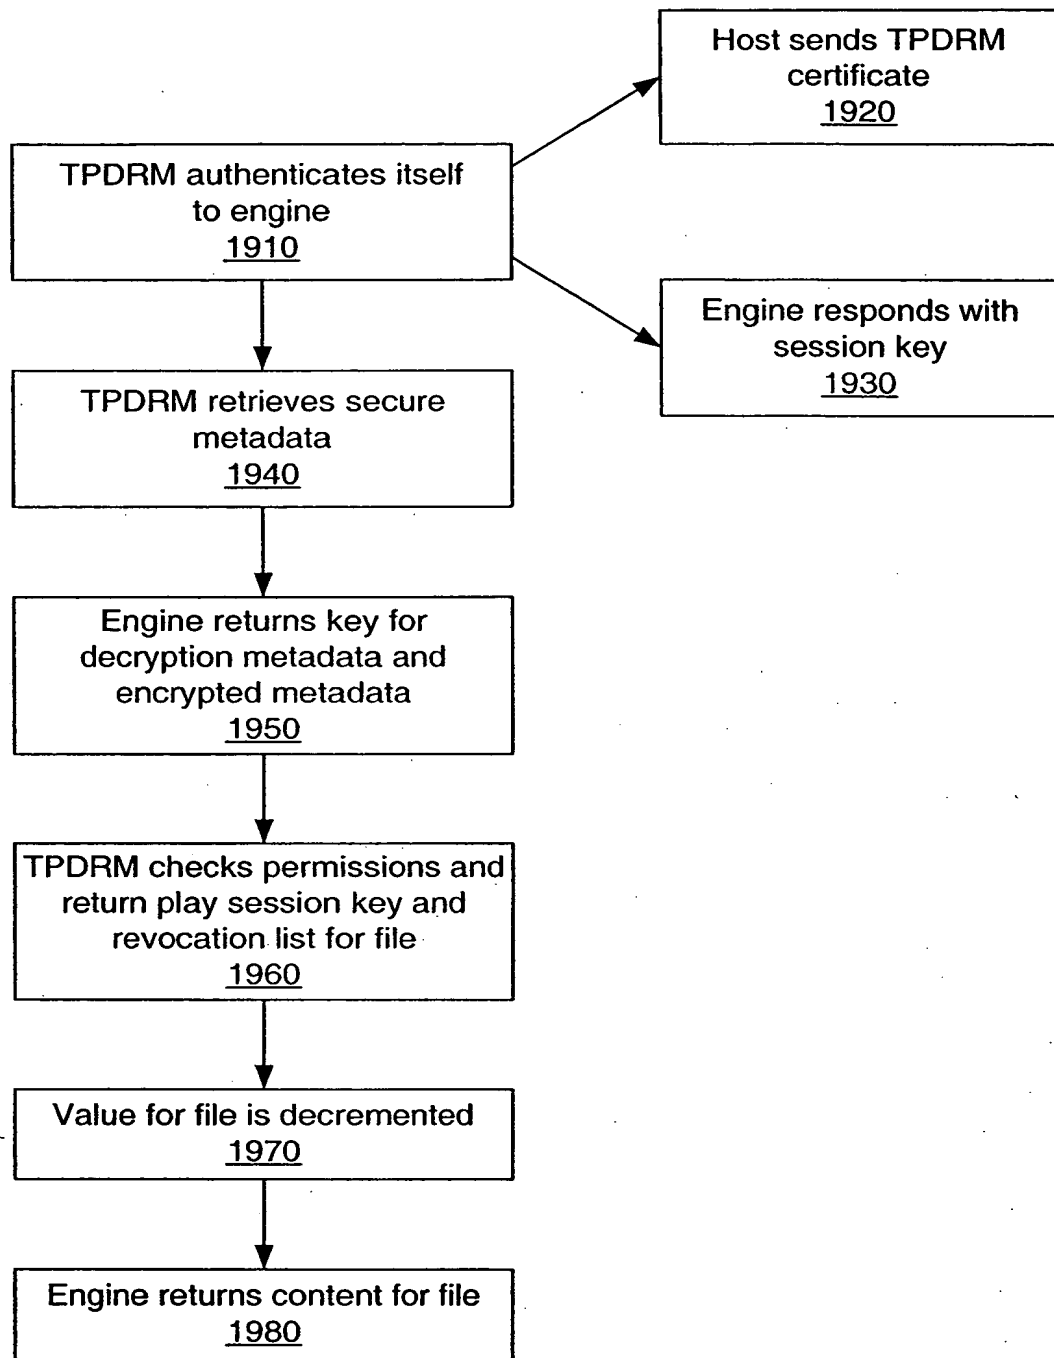 Host sends TPDRM
certificate
1920
TPDRM authenticates itself
to engine
1910
Engine responds with
session key
1930
TPDRM retrieves secure
metadata
1940
Engine returns key for
decryption metadata and
encrypted metadata
1950
TPDRM checks permissions and
return play session key and
revocation list for file
1960
Value for file is decremented
1970
Engine returns content for file
1980